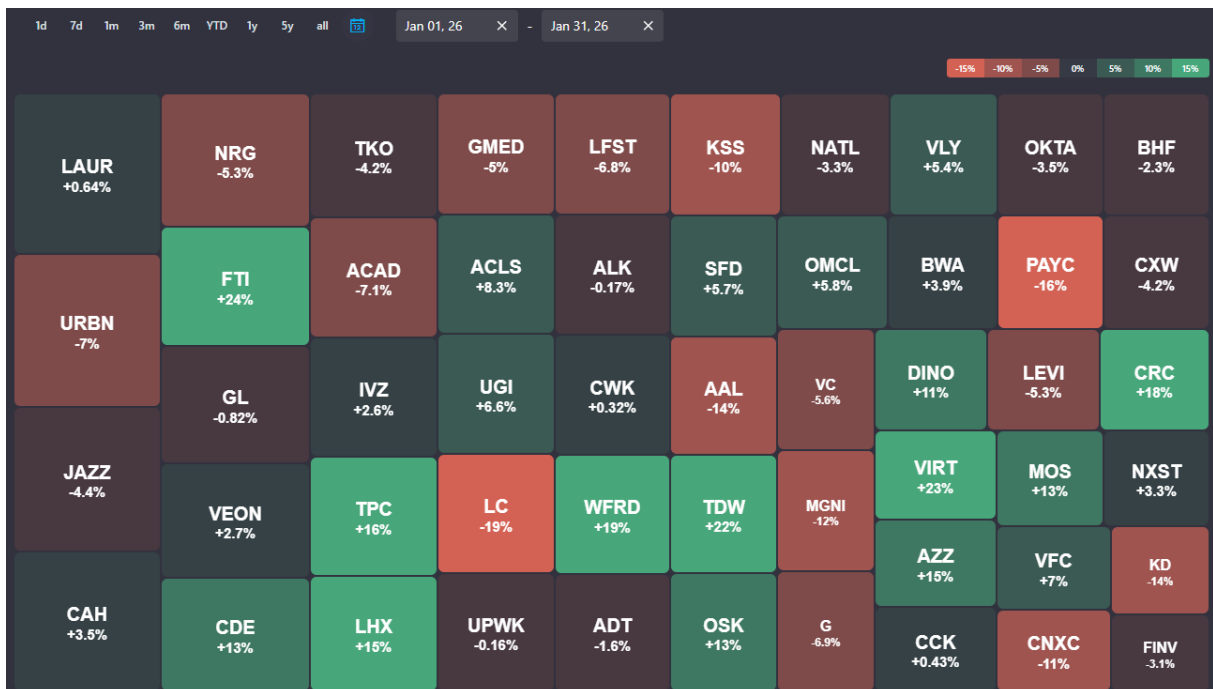 1d 7d 1m 3m 6m YTD 1y 5y all 12 Jan 01, 26 × - Jan 31, 26 ×
-15% -10% -5% 0% 5% 10% 15%
LAUR
+0.64%
URBN
-7%
JAZZ
-4.4%
CAH
+3.5%
NRG
-5.3%
FTI
+24%
GL
-0.82%
VEON
+2.7%
CDE
+13%
TKO
-4.2%
ACAD
-7.1%
IVZ
+2.6%
TPC
+16%
LHX
+15%
GMED
-5%
ACLS
+8.3%
UGI
+6.6%
LC
-19%
UPWK
-0.16%
LFST
-6.8%
ALK
-0.17%
CWK
+0.32%
WFRD
+19%
ADT
-1.6%
KSS
-10%
SFD
+5.7%
AAL
-14%
TDW
+22%
OSK
+13%
NATL
-3.3%
VLY
+5.4%
OKTA
-3.5%
BHF
-2.3%
OMCL
+5.8%
BWA
+3.9%
PAYC
-16%
CXW
-4.2%
VC
-5.6%
MGNI
-12%
G
-6.9%
DINO
+11%
LEVI
-5.3%
CRC
+18%
VIRT
+23%
MOS
+13%
NXST
+3.3%
AZZ
+15%
VFC
+7%
KD
-14%
CCK
+0.43%
CNXC
-11%
FINV
-3.1%